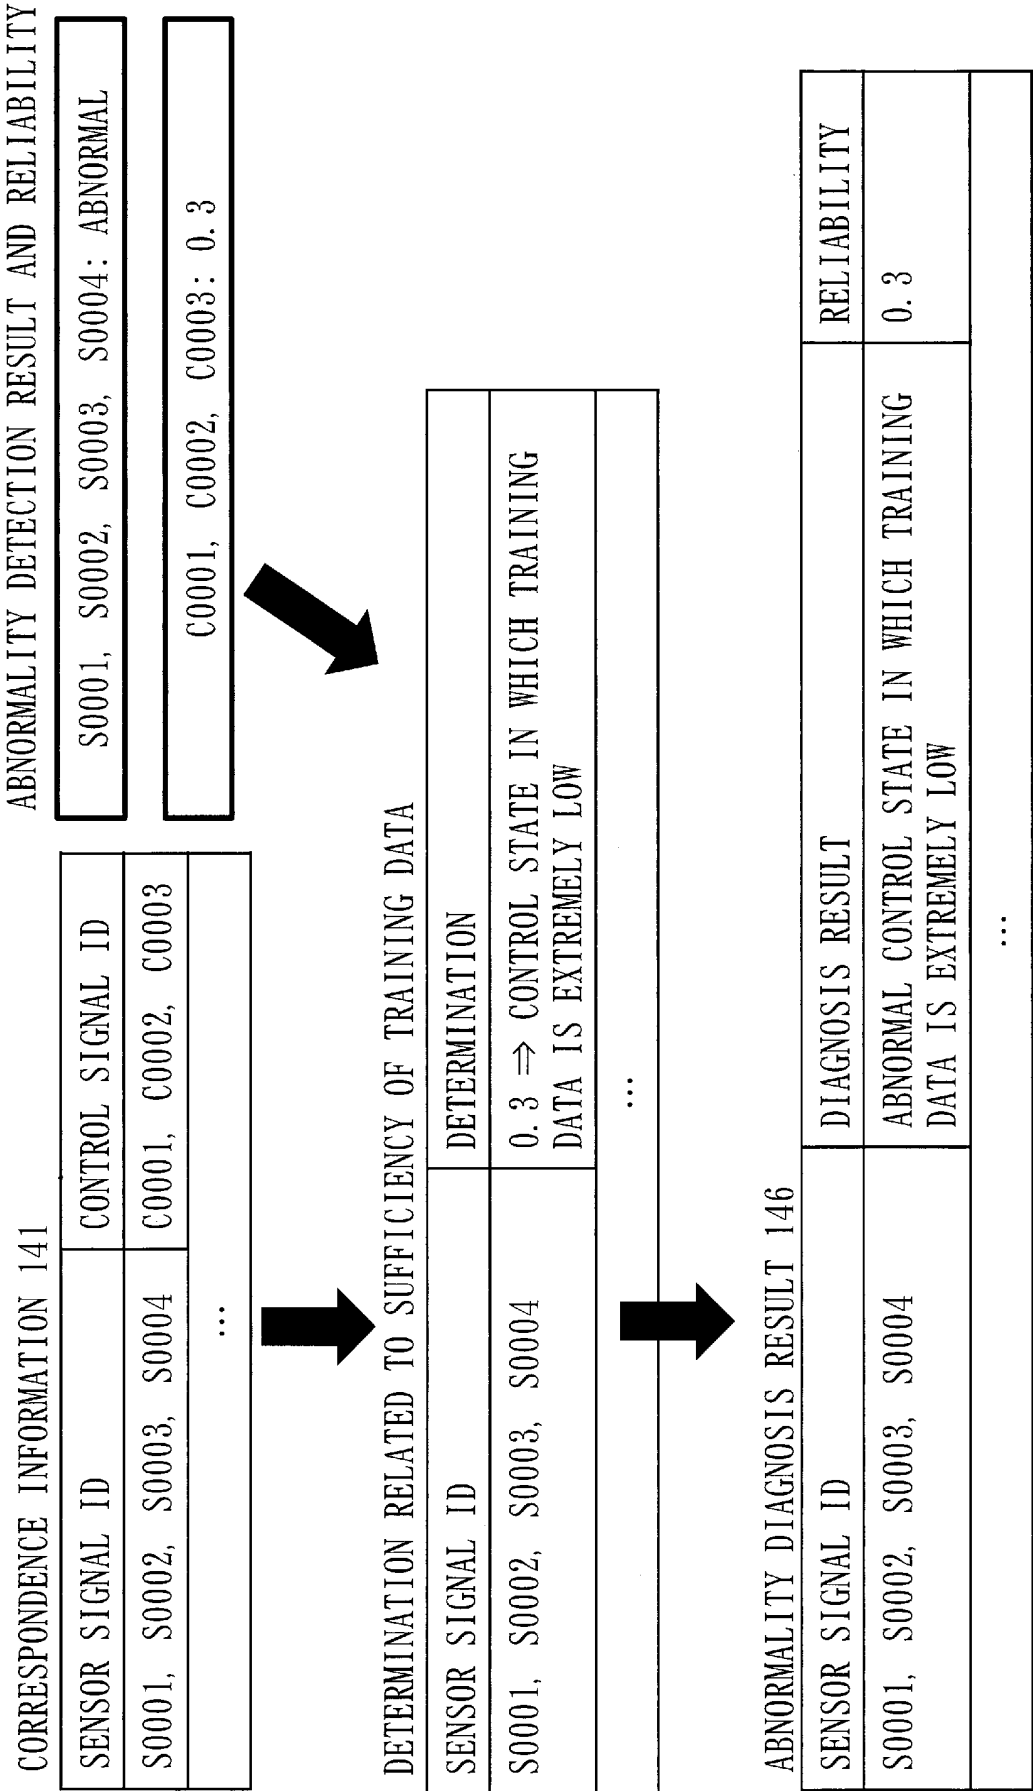 CORRESPONDENCE INFORMATION 141
SENSOR SIGNAL ID
CONTROL SIGNAL ID
S0001, S0002, S0003, S0004
C0001, C0002, C0003
...
ABNORMALITY DETECTION RESULT AND RELIABILITY
S0001, S0002, S0003, S0004: ABNORMAL
C0001, C0002, C0003: 0.3
DETERMINATION RELATED TO SUFFICIENCY OF TRAINING DATA
SENSOR SIGNAL ID
DETERMINATION
S0001, S0002, S0003, S0004
0.3 ⇒ CONTROL STATE IN WHICH TRAINING
DATA IS EXTREMELY LOW
...
ABNORMALITY DIAGNOSIS RESULT 146
SENSOR SIGNAL ID
DIAGNOSIS RESULT
RELIABILITY
S0001, S0002, S0003, S0004
ABNORMAL CONTROL STATE IN WHICH TRAINING
DATA IS EXTREMELY LOW
0.3
...